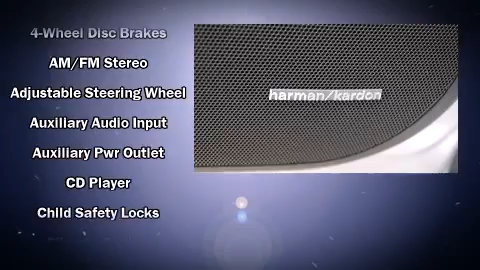 4-Wheel Disc Brakes
AM/FM Stereo
Adjustable Steering Wheel
Auxiliary Audio Input
Auxiliary Pwr Outlet
CD Player
Child Safety Locks
harman/kardon